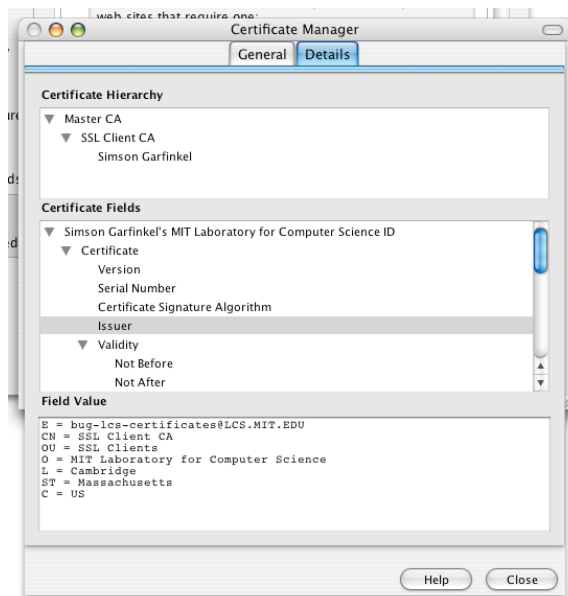 web sites that require one:
Certificate Manager
General Details
Certificate Hierarchy
Master CA
SSL Client CA
Simson Garfinkel
Certificate Fields
Simson Garfinkel's MIT Laboratory for Computer Science ID
Certificate
Version
Serial Number
Certificate Signature Algorithm
Issuer
Validity
Not Before
Not After
Field Value
E = bug-lcs-certificates@LCS.MIT.EDU
CN = SSL Client CA
OU = SSL Clients
O = MIT Laboratory for Computer Science
L = Cambridge
ST = Massachusetts
C = US
Help Close